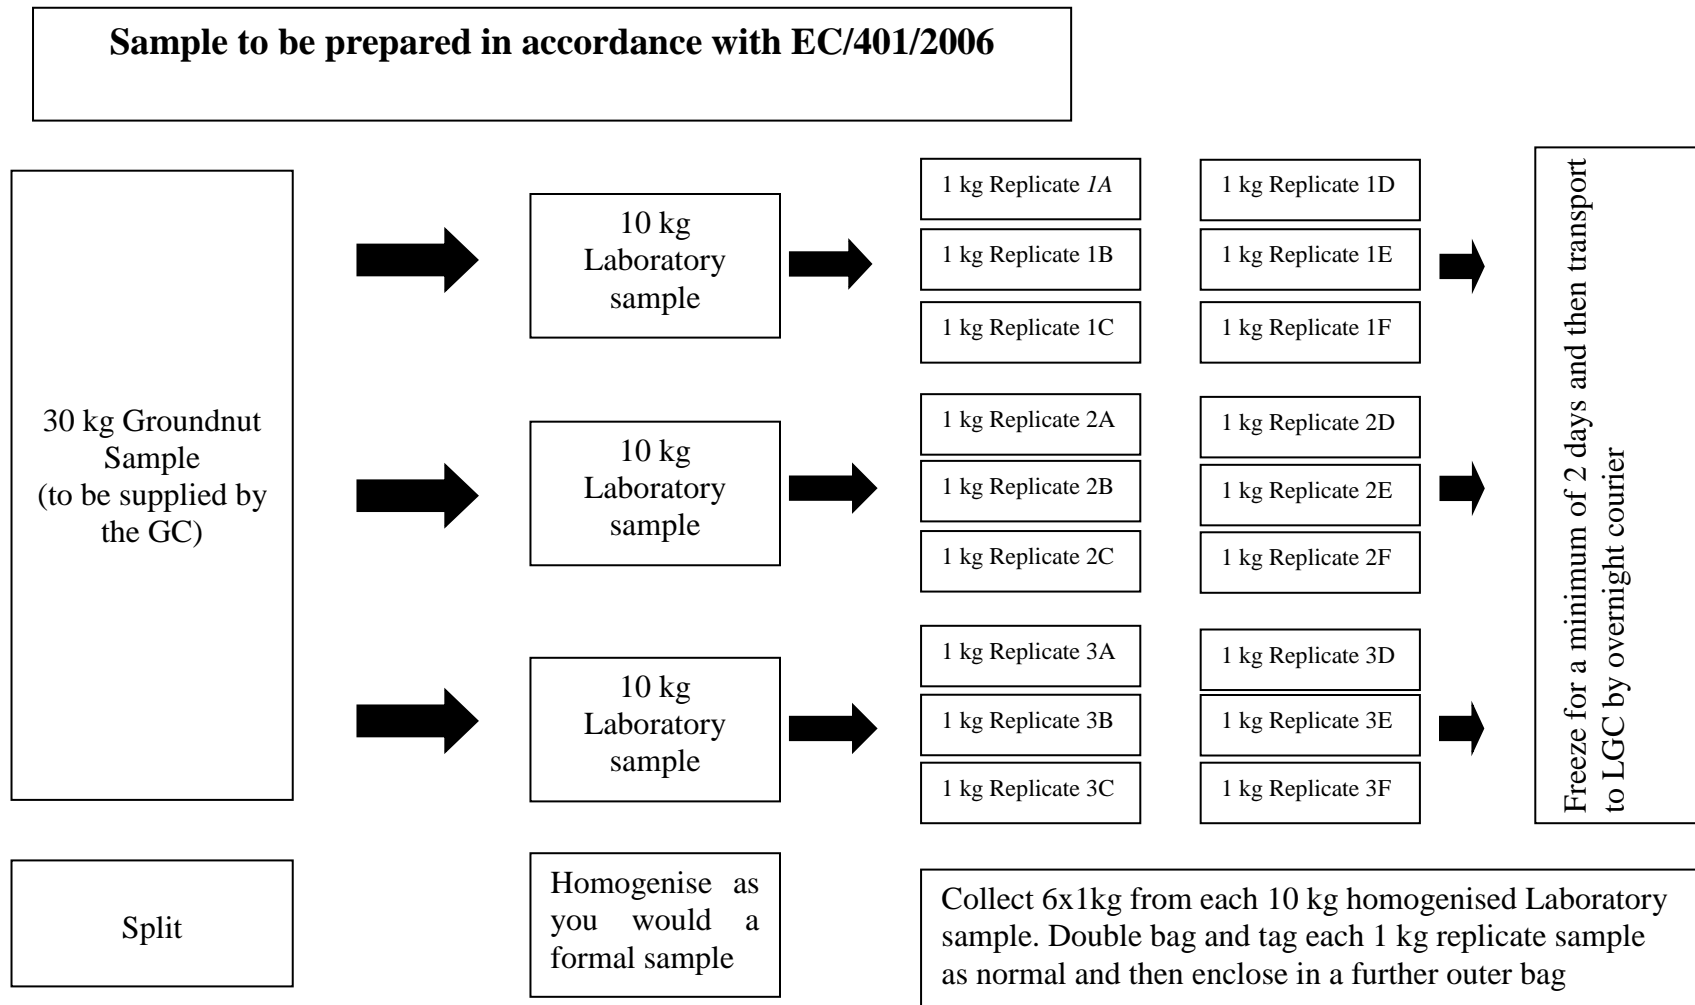 Sample to be prepared in accordance with EC/401/2006
30 kg Groundnut
Sample
(to be supplied by
the GC)
10 kg
Laboratory
sample
1 kg Replicate 1A
1 kg Replicate 1B
1 kg Replicate 1C
1 kg Replicate 1D
1 kg Replicate 1E
1 kg Replicate 1F
10 kg
Laboratory
sample
1 kg Replicate 2A
1 kg Replicate 2B
1 kg Replicate 2C
1 kg Replicate 2D
1 kg Replicate 2E
1 kg Replicate 2F
10 kg
Laboratory
sample
1 kg Replicate 3A
1 kg Replicate 3B
1 kg Replicate 3C
1 kg Replicate 3D
1 kg Replicate 3E
1 kg Replicate 3F
Freeze for a minimum of 2 days and then transport
to LGC by overnight courier
Split
Homogenise as
you would a
formal sample
Collect 6x1kg from each 10 kg homogenised Laboratory
sample. Double bag and tag each 1 kg replicate sample
as normal and then enclose in a further outer bag